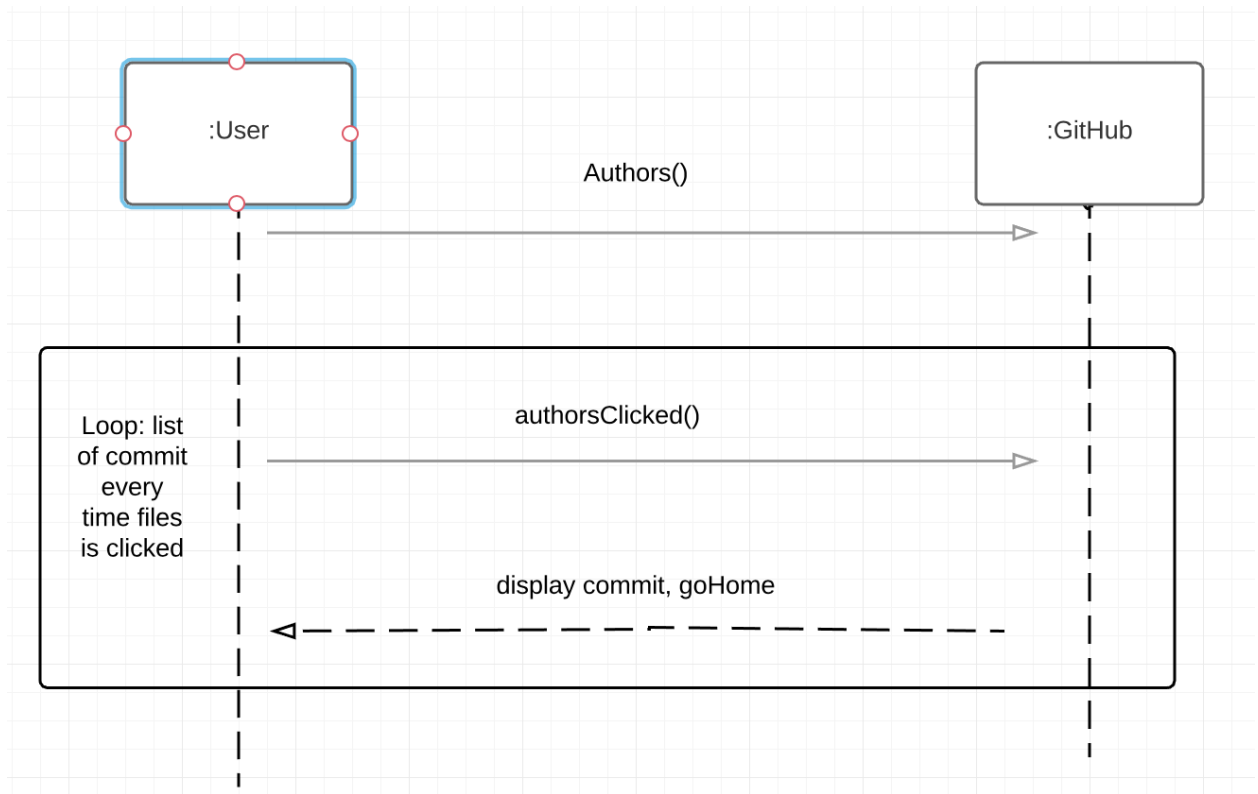 :User
:GitHub
Authors()
authorsClicked()
Loop: list
of commit
every
time files
is clicked
display commit, goHome